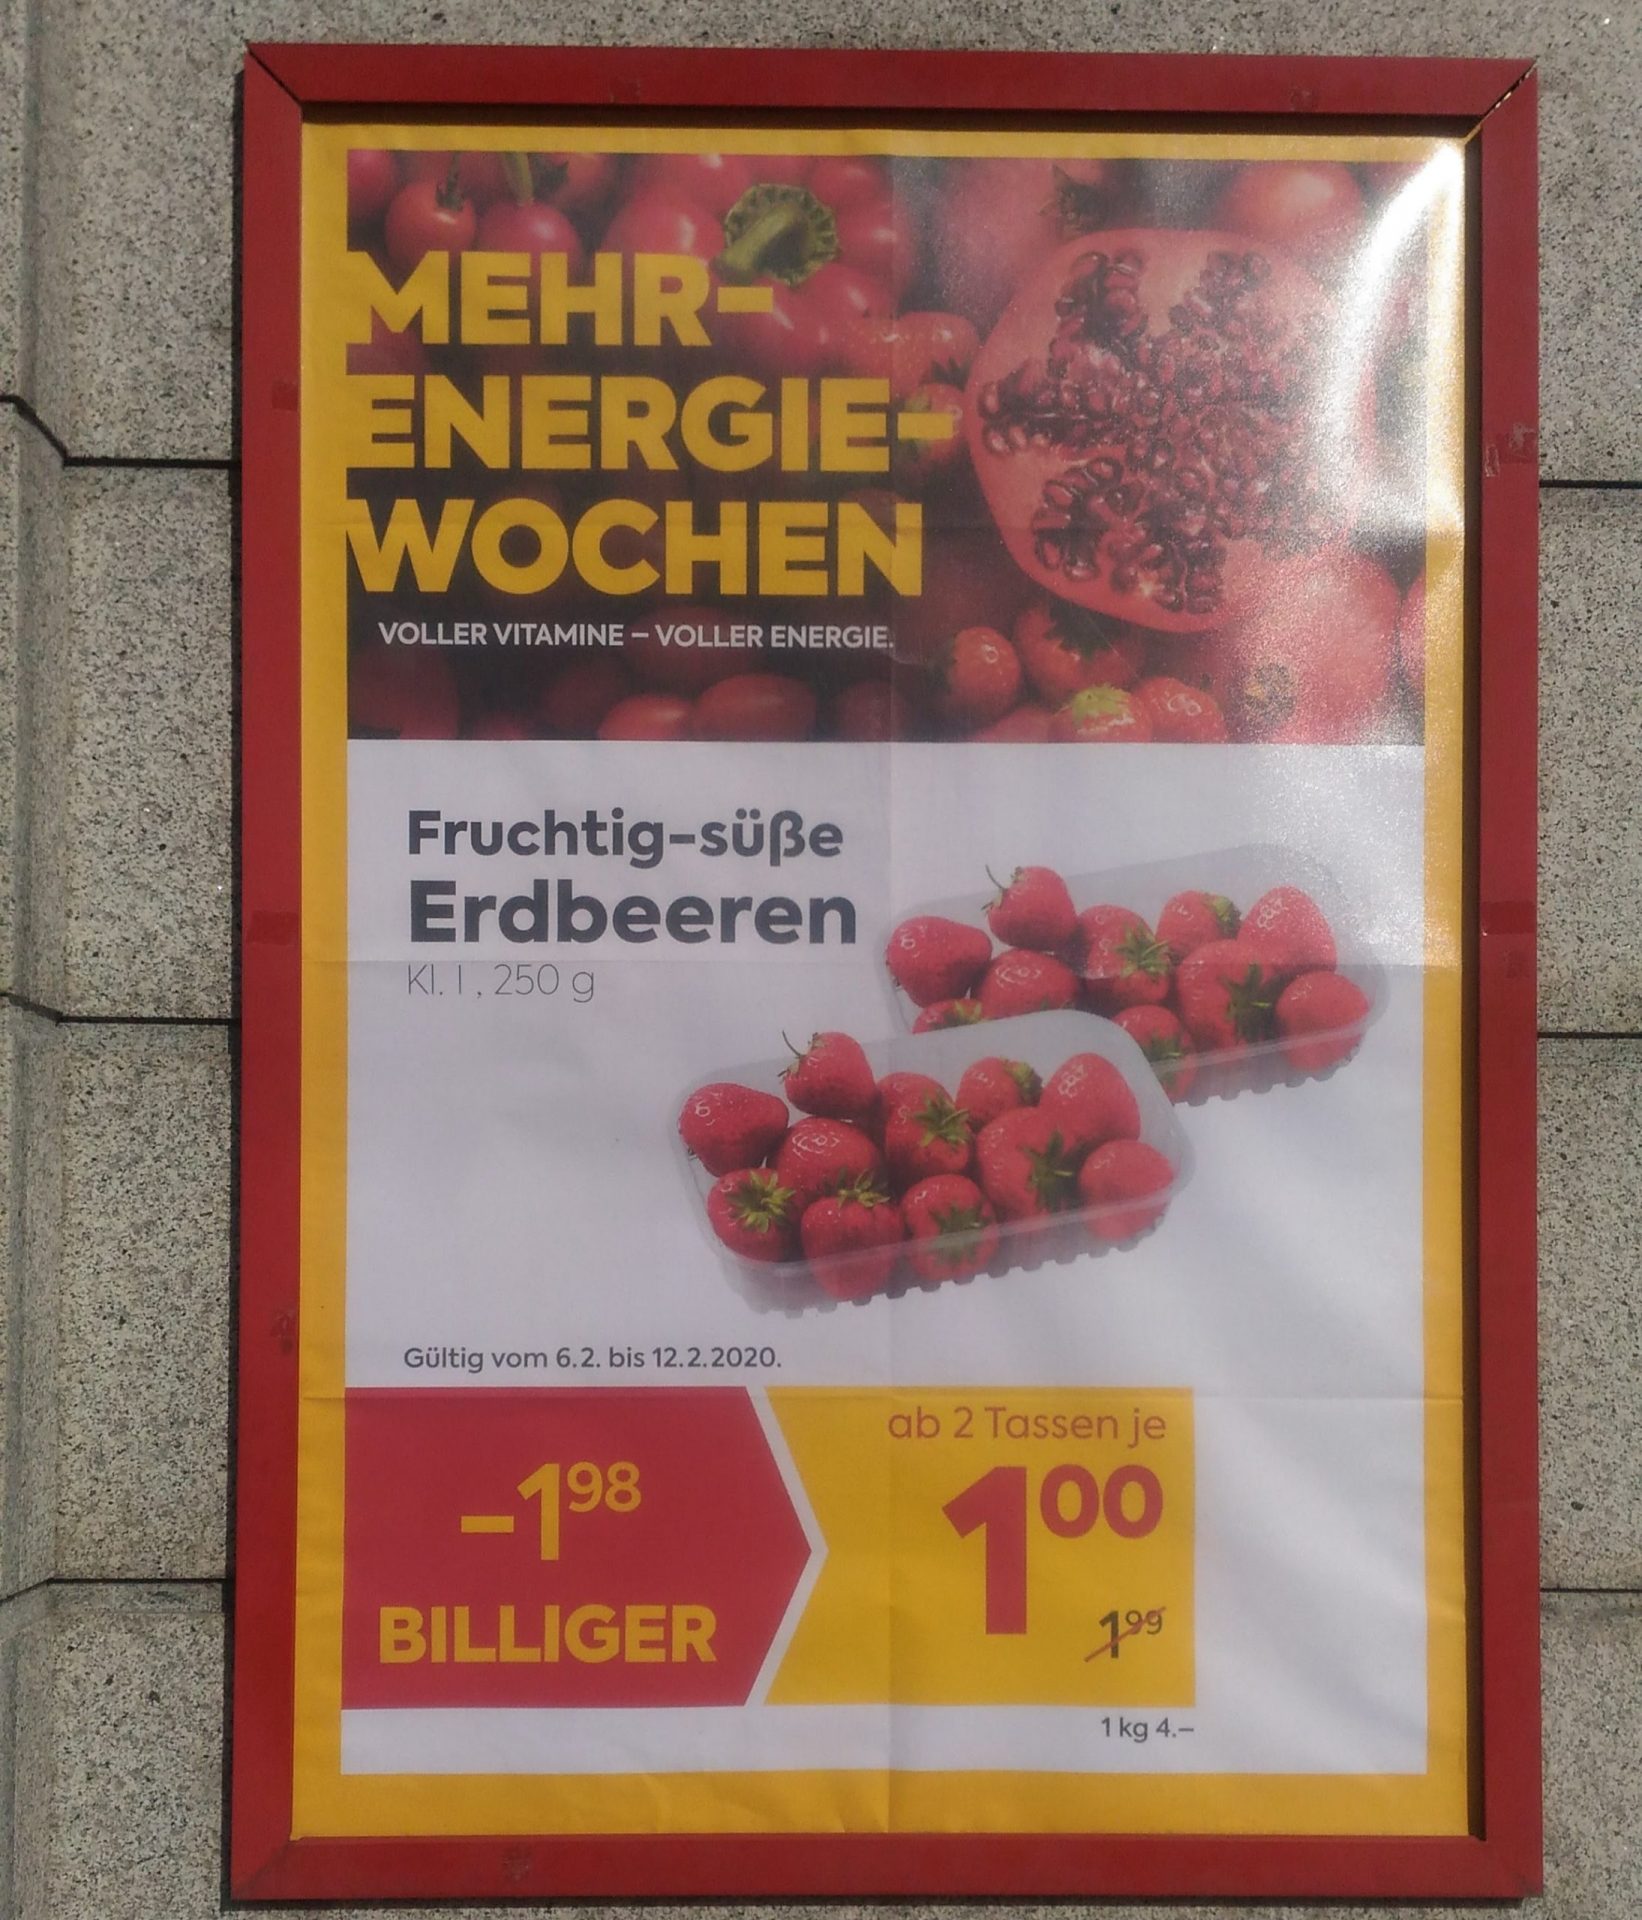 MEHR-
ENERGIE-
WOCHEN
VOLLER VITAMINE – VOLLER ENERGIE.
Fruchtig-süße
Erdbeeren
Kl. I, 250 g
Gültig vom 6.2. bis 12.2.2020.
–1 98
BILLIGER
ab 2 Tassen je
1 00
1 99
1 kg 4.–